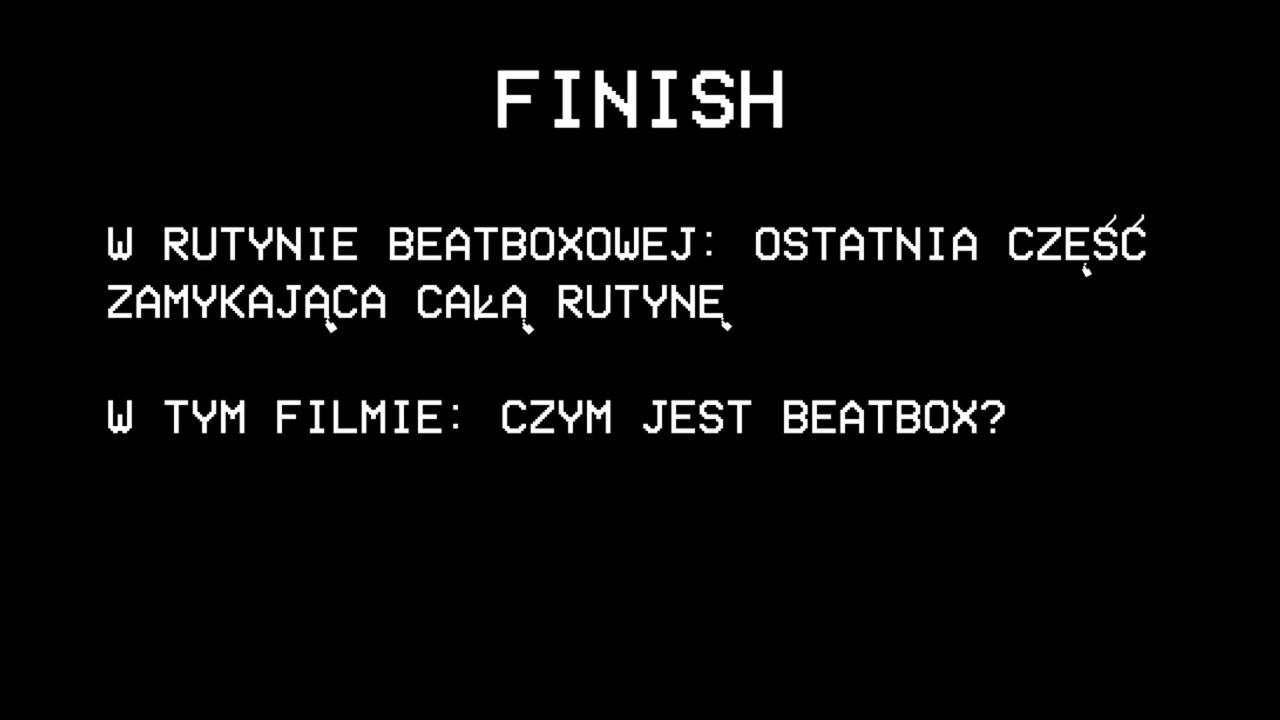 FINISH
W RUTYNIE BEATBOXOWEJ: OSTATNIA CZĘŚĆ
ZAMYKAJĄCA CAŁĄ RUTYNĘ
W TYM FILMIE: CZYM JEST BEATBOX?